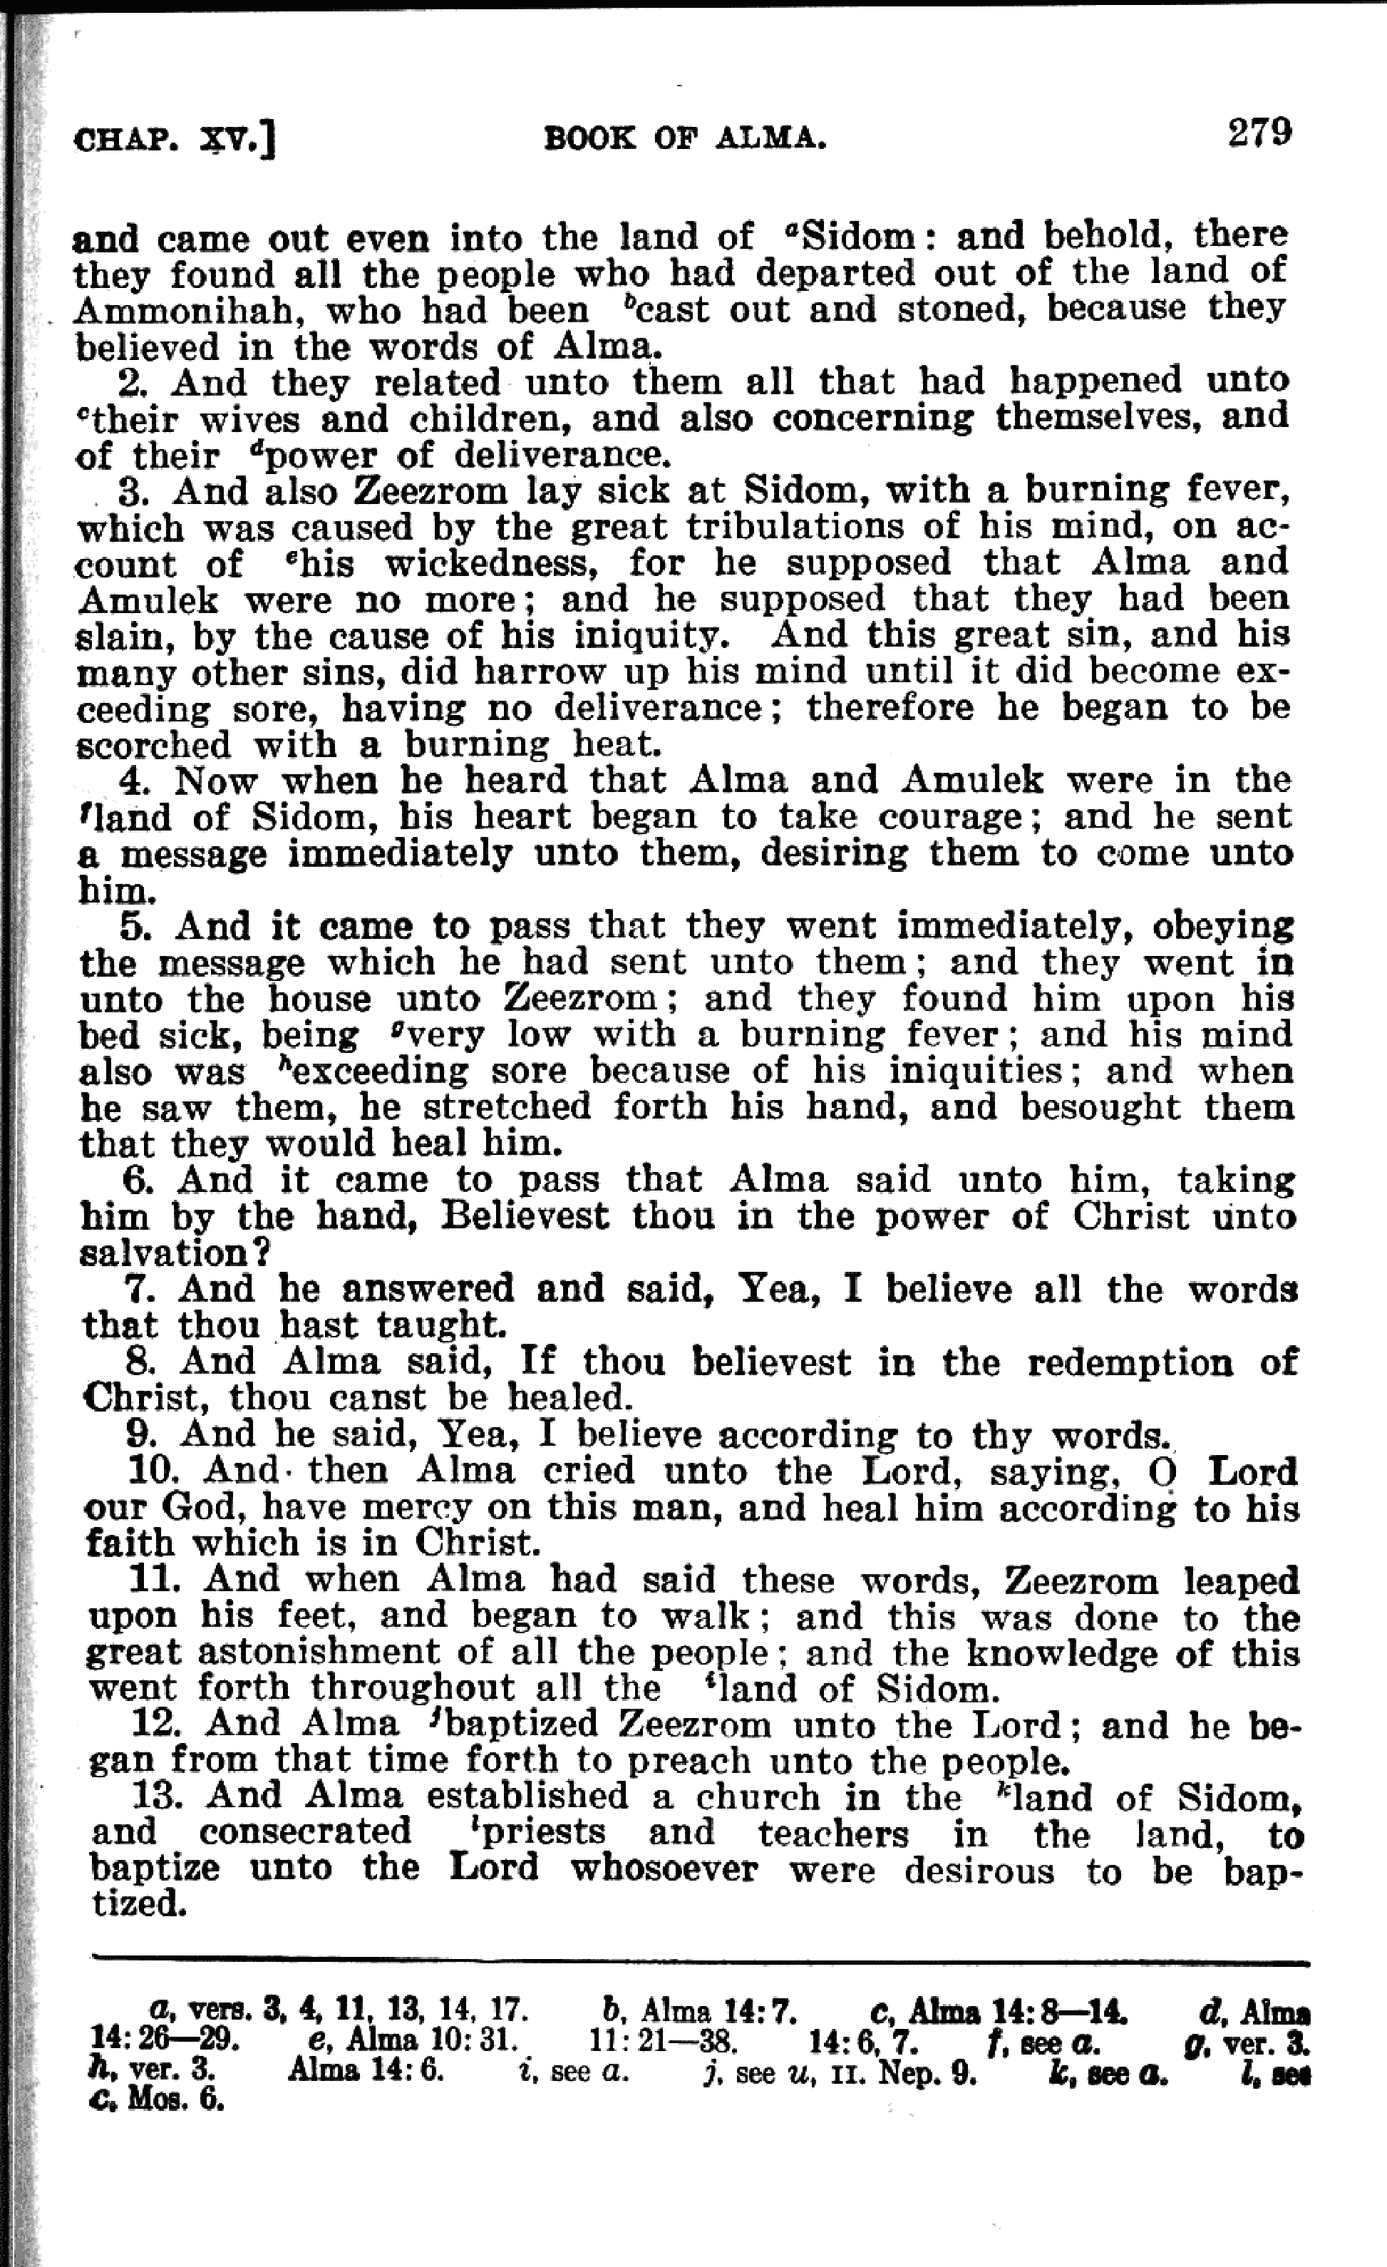 CHAP. XV.] BOOK OF ALMA. 279
and came out even into the land of ᵃSidom: and behold, there
they found all the people who had departed out of the land of
Ammonihah, who had been ᵇcast out and stoned, because they
believed in the words of Alma.
2. And they related unto them all that had happened unto
ᶜtheir wives and children, and also concerning themselves, and
of their ᵈpower of deliverance.
3. And also Zeezrom lay sick at Sidom, with a burning fever,
which was caused by the great tribulations of his mind, on ac-
count of ᵉhis wickedness, for he supposed that Alma and
Amulek were no more; and he supposed that they had been
slain, by the cause of his iniquity. And this great sin, and his
many other sins, did harrow up his mind until it did become ex-
ceeding sore, having no deliverance; therefore he began to be
scorched with a burning heat.
4. Now when he heard that Alma and Amulek were in the
ᶠland of Sidom, his heart began to take courage; and he sent
a message immediately unto them, desiring them to come unto
him.
5. And it came to pass that they went immediately, obeying
the message which he had sent unto them; and they went in
unto the house unto Zeezrom; and they found him upon his
bed sick, being ᵍvery low with a burning fever; and his mind
also was ʰexceeding sore because of his iniquities; and when
he saw them, he stretched forth his hand, and besought them
that they would heal him.
6. And it came to pass that Alma said unto him, taking
him by the hand, Believest thou in the power of Christ unto
salvation?
7. And he answered and said, Yea, I believe all the words
that thou hast taught.
8. And Alma said, If thou believest in the redemption of
Christ, thou canst be healed.
9. And he said, Yea, I believe according to thy words.
10. And then Alma cried unto the Lord, saying, O Lord
our God, have mercy on this man, and heal him according to his
faith which is in Christ.
11. And when Alma had said these words, Zeezrom leaped
upon his feet, and began to walk; and this was done to the
great astonishment of all the people; and the knowledge of this
went forth throughout all the ⁱland of Sidom.
12. And Alma ʲbaptized Zeezrom unto the Lord; and he be-
gan from that time forth to preach unto the people.
13. And Alma established a church in the ᵏland of Sidom,
and consecrated ˡpriests and teachers in the land, to
baptize unto the Lord whosoever were desirous to be bap-
tized.
a, vers. 3, 4, 11, 13, 14, 17. b, Alma 14:7. c, Alma 14:8—14. d, Alma
14:26—29. e, Alma 10:31. 11:21—38. 14:6, 7. f, see a. g, ver. 3.
h, ver. 3. Alma 14:6. i, see a. j, see u, II. Nep. 9. k, see a. l, see
c, Mos. 6.